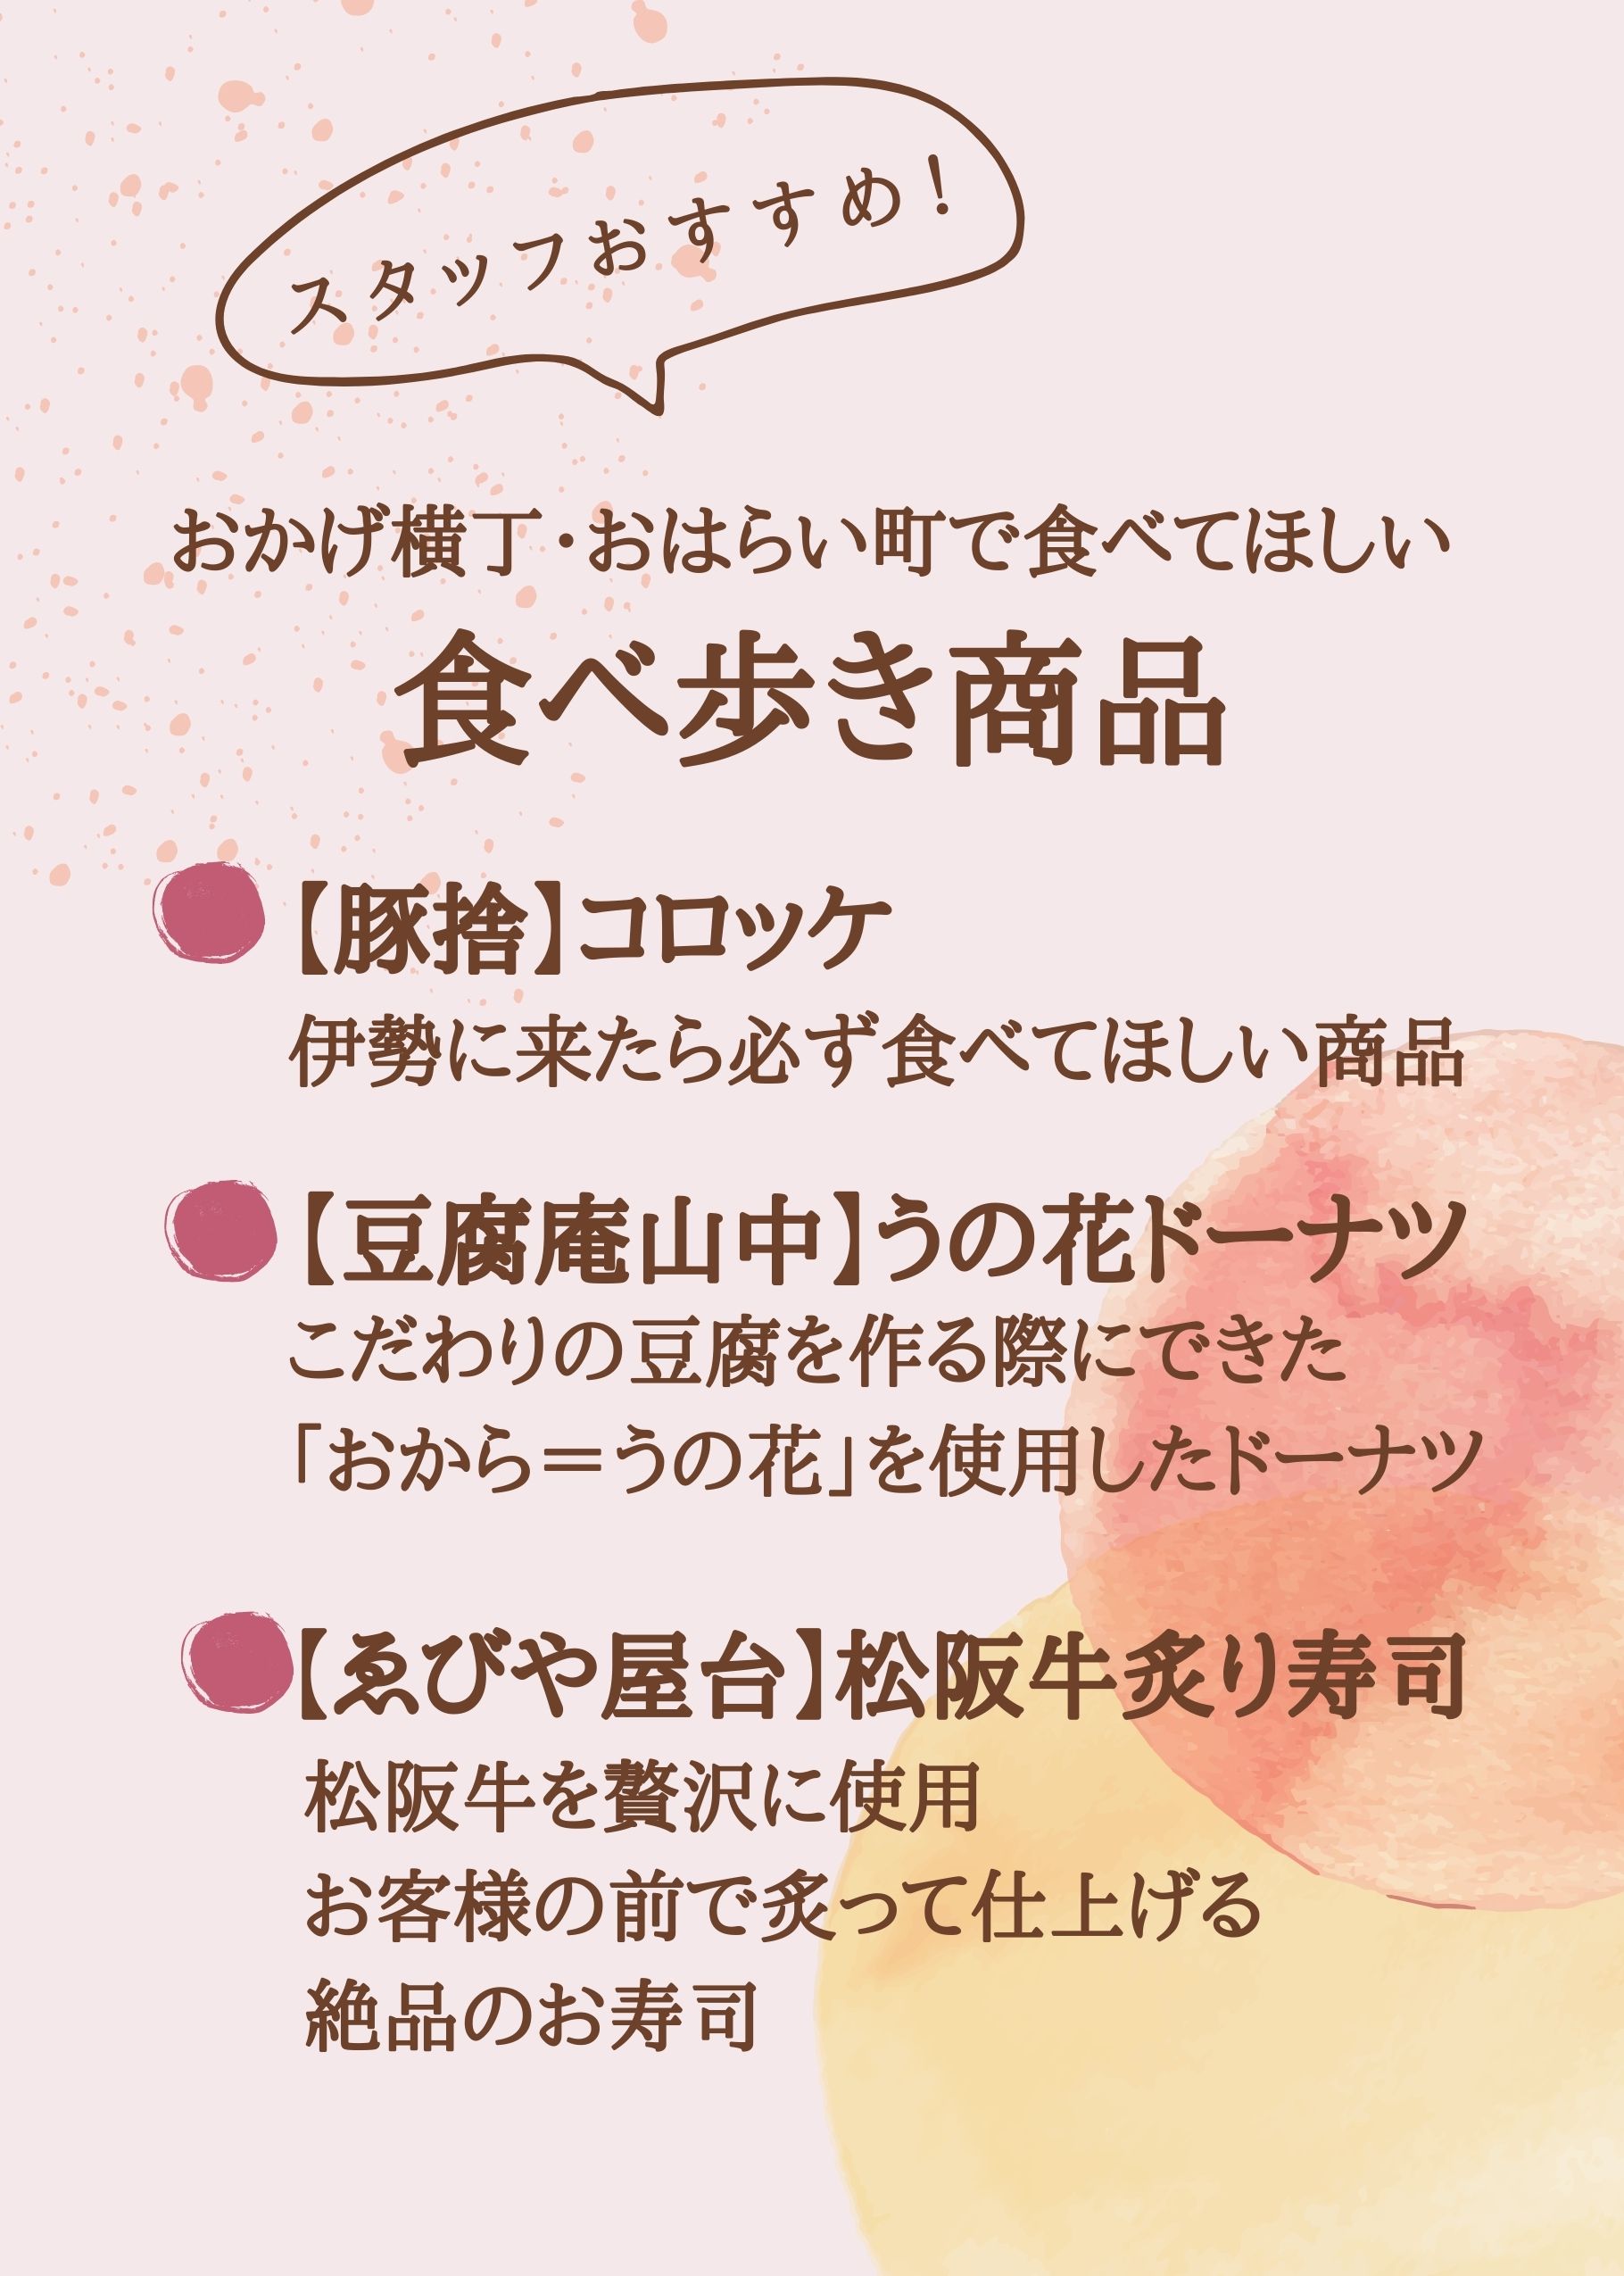 スタッフおすすめ！
おかげ横丁・おはらい町で食べてほしい
食べ歩き商品
【豚捨】コロッケ
伊勢に来たら必ず食べてほしい商品
【豆腐庵山中】うの花ドーナツ
こだわりの豆腐を作る際にできた
「おから＝うの花」を使用したドーナツ
【ゑびや屋台】松阪牛炙り寿司
松阪牛を贅沢に使用
お客様の前で炙って仕上げる
絶品のお寿司